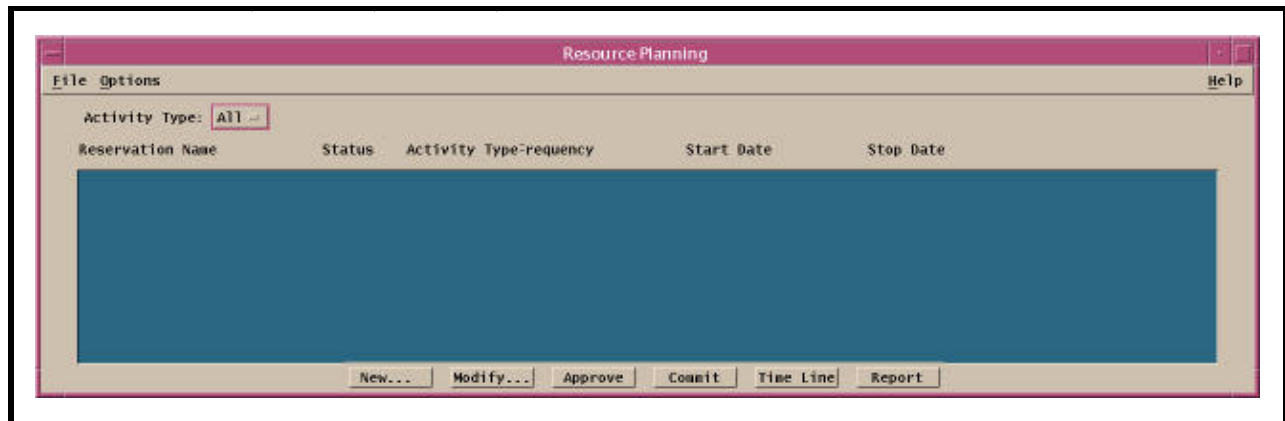 Resource Planning
File Options Help
Activity Type: All
Reservation Name Status Activity Type Frequency Start Date Stop Date
New... Modify... Approve Commit Time Line Report